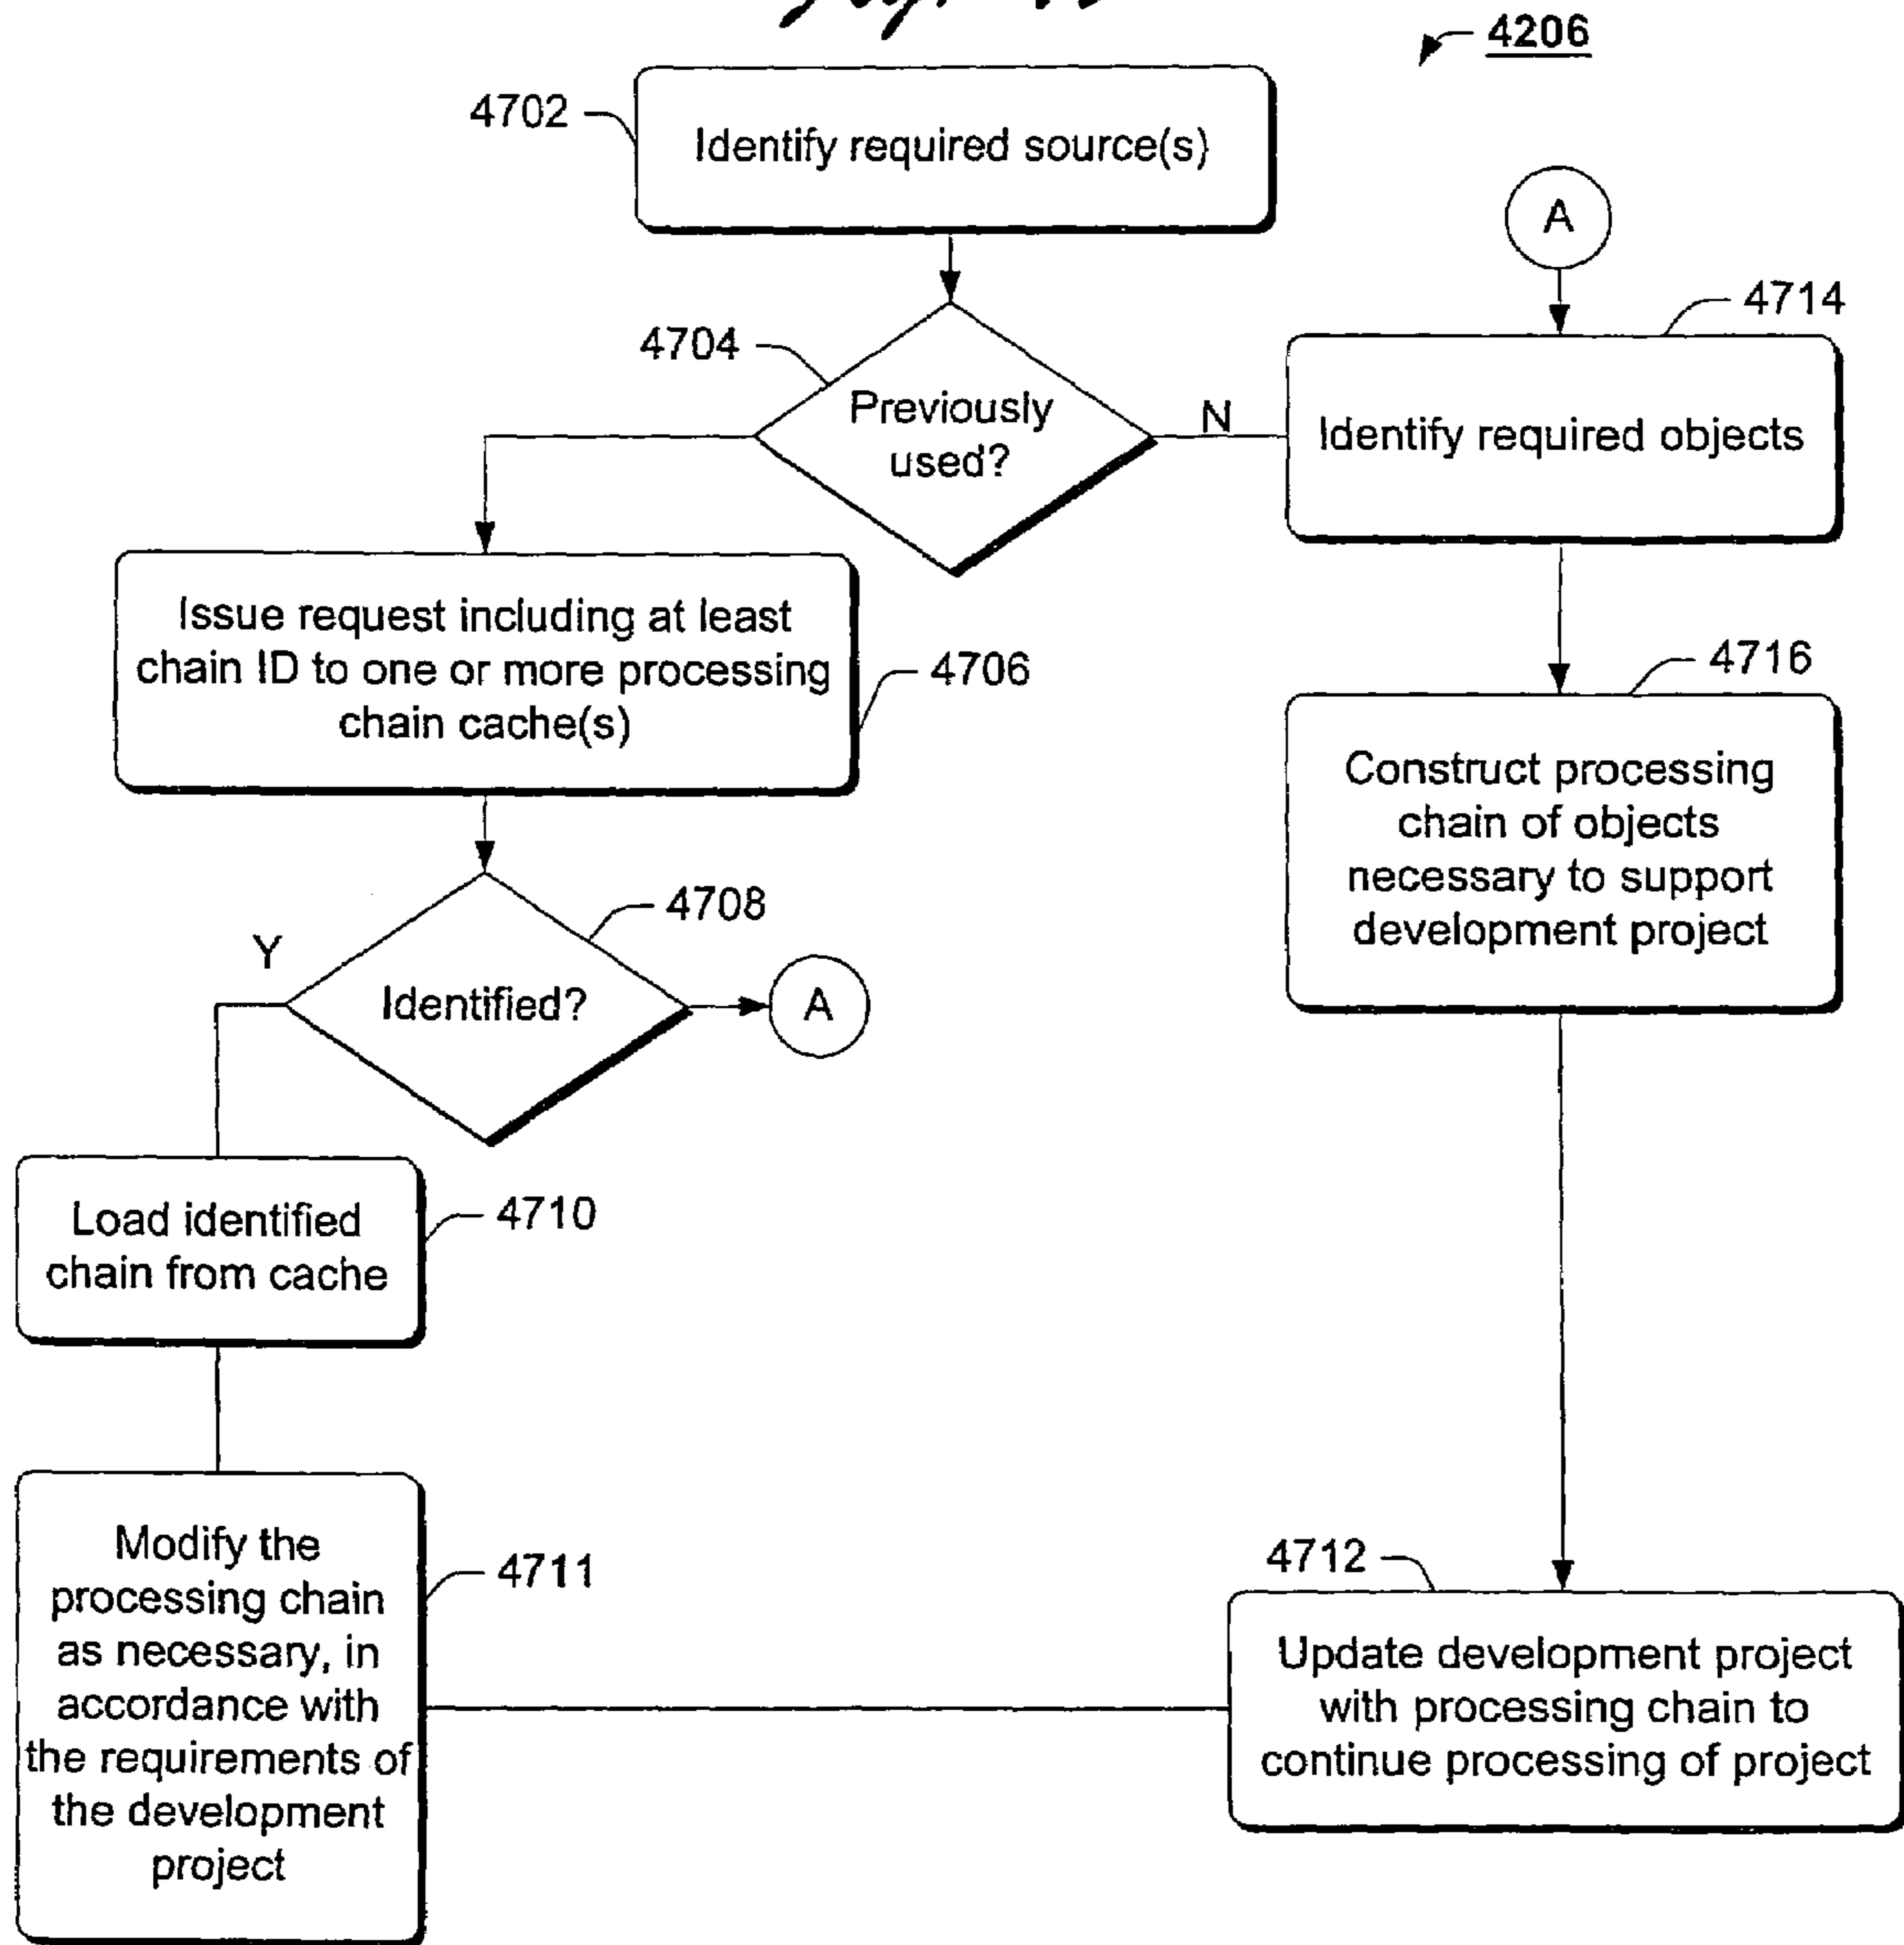 4206
4702
Identify required source(s)
A
4714
4704
Previously
used?
N
Identify required objects
Issue request including at least
chain ID to one or more processing
chain cache(s)
4706
4716
Construct processing
chain of objects
necessary to support
development project
4708
Y
Identified?
A
Load identified
chain from cache
4710
Modify the
processing chain
as necessary, in
accordance with
the requirements of
the development
project
4711
4712
Update development project
with processing chain to
continue processing of project